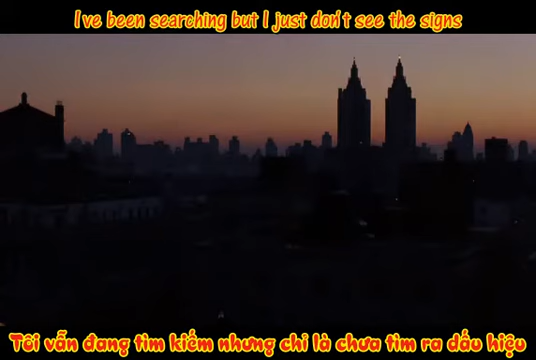 I've been searching but I just don't see the signs
Tôi vẫn đang tìm kiếm nhưng chỉ là chưa tìm ra dấu hiệu